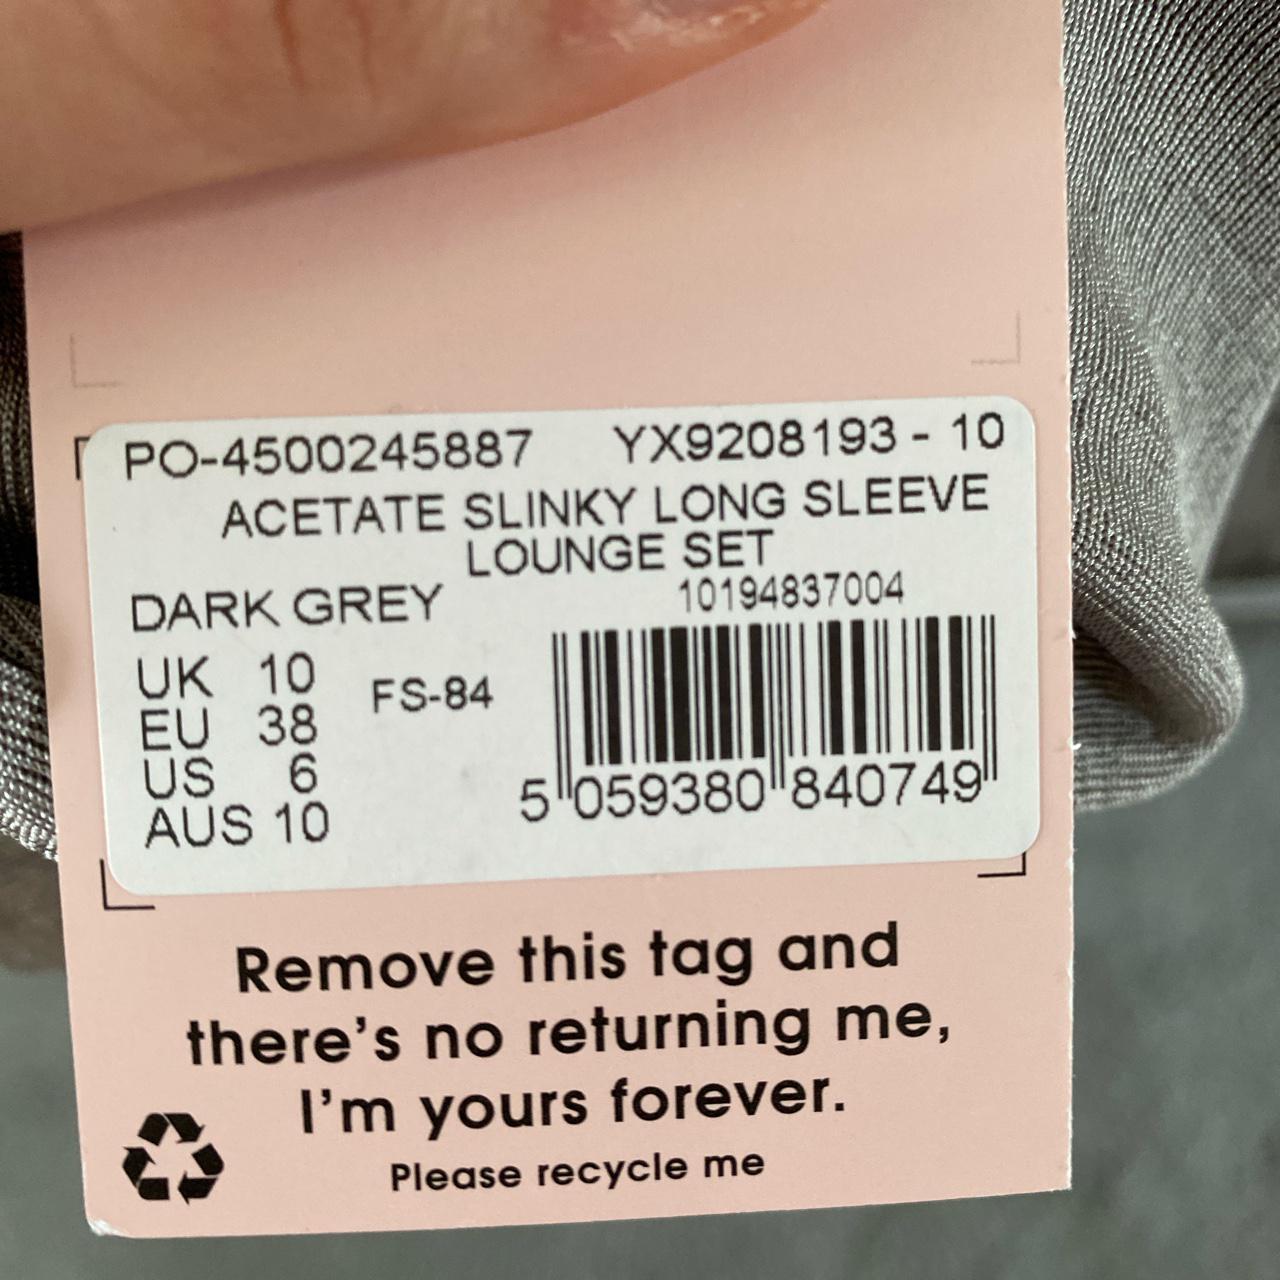 PO-4500245887 YX9208193 - 10
ACETATE SLINKY LONG SLEEVE
LOUNGE SET
DARK GREY 10194837004
UK 10
EU 38
US 6
AUS 10
FS-84
5 059380 840749
Remove this tag and
there's no returning me,
I'm yours forever.
Please recycle me